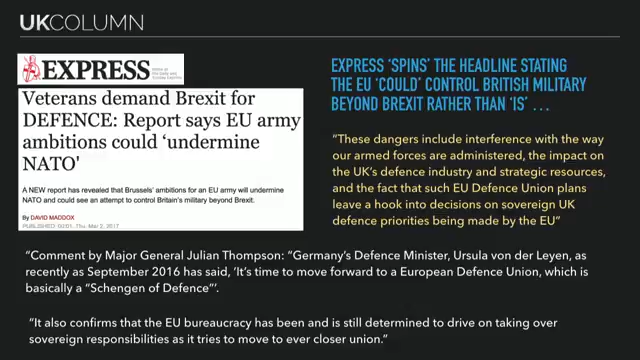 UKCOLUMN
EXPRESS
Veterans demand Brexit for
DEFENCE: Report says EU army
ambitions could ‘undermine
NATO'
A NEW report has revealed that Brussels' ambitions for an EU army will undermine
NATO and could see an attempt to control Britain's military beyond Brexit.
By DAVID MADDOX
PUBLISHED: 00:01, Thu, Mar 2, 2017
EXPRESS ‘SPINS’ THE HEADLINE STATING
THE EU ‘COULD’ CONTROL BRITISH MILITARY
BEYOND BREXIT RATHER THAN ‘IS’ . . .
“These dangers include interference with the way
our armed forces are administered, the impact on
the UK’s defence industry and strategic resources,
and the fact that such EU Defence Union plans
leave a hook into decisions on sovereign UK
defence priorities being made by the EU”
“Comment by Major General Julian Thompson: “Germany’s Defence Minister, Ursula von der Leyen, as
recently as September 2016 has said, ‘It’s time to move forward to a European Defence Union, which is
basically a “Schengen of Defence”’.
“It also confirms that the EU bureaucracy has been and is still determined to drive on taking over
sovereign responsibilities as it tries to move to ever closer union.”